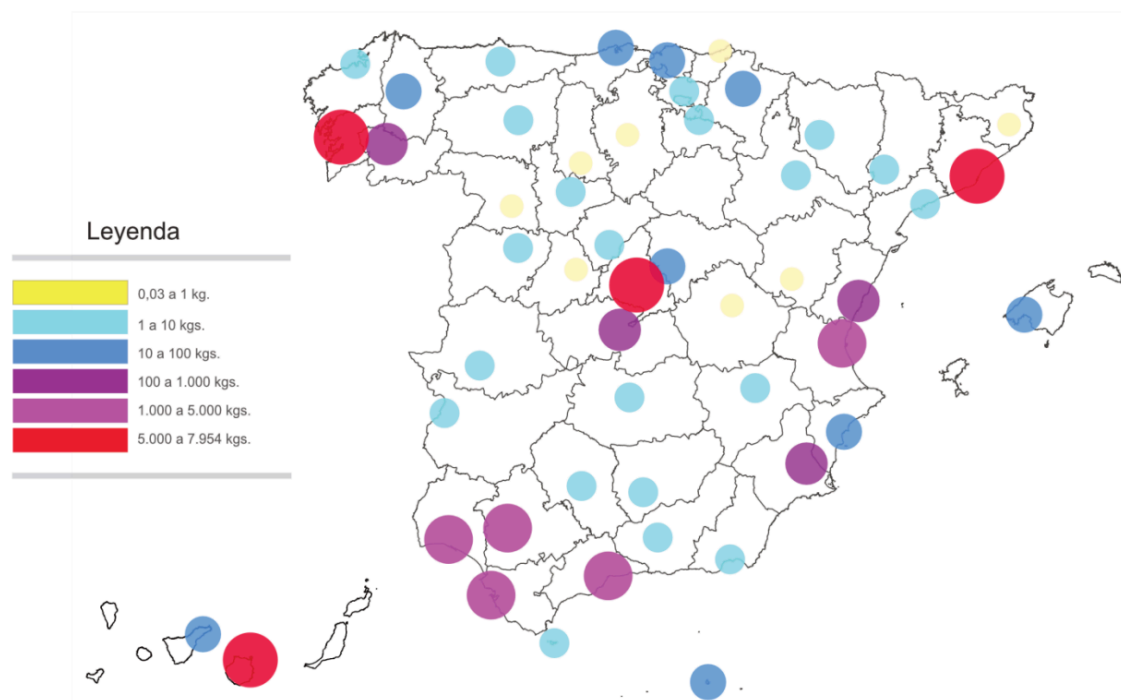 Leyenda
0,03 a 1 kg.
1 a 10 kgs.
10 a 100 kgs.
100 a 1.000 kgs.
1.000 a 5.000 kgs.
5.000 a 7.954 kgs.